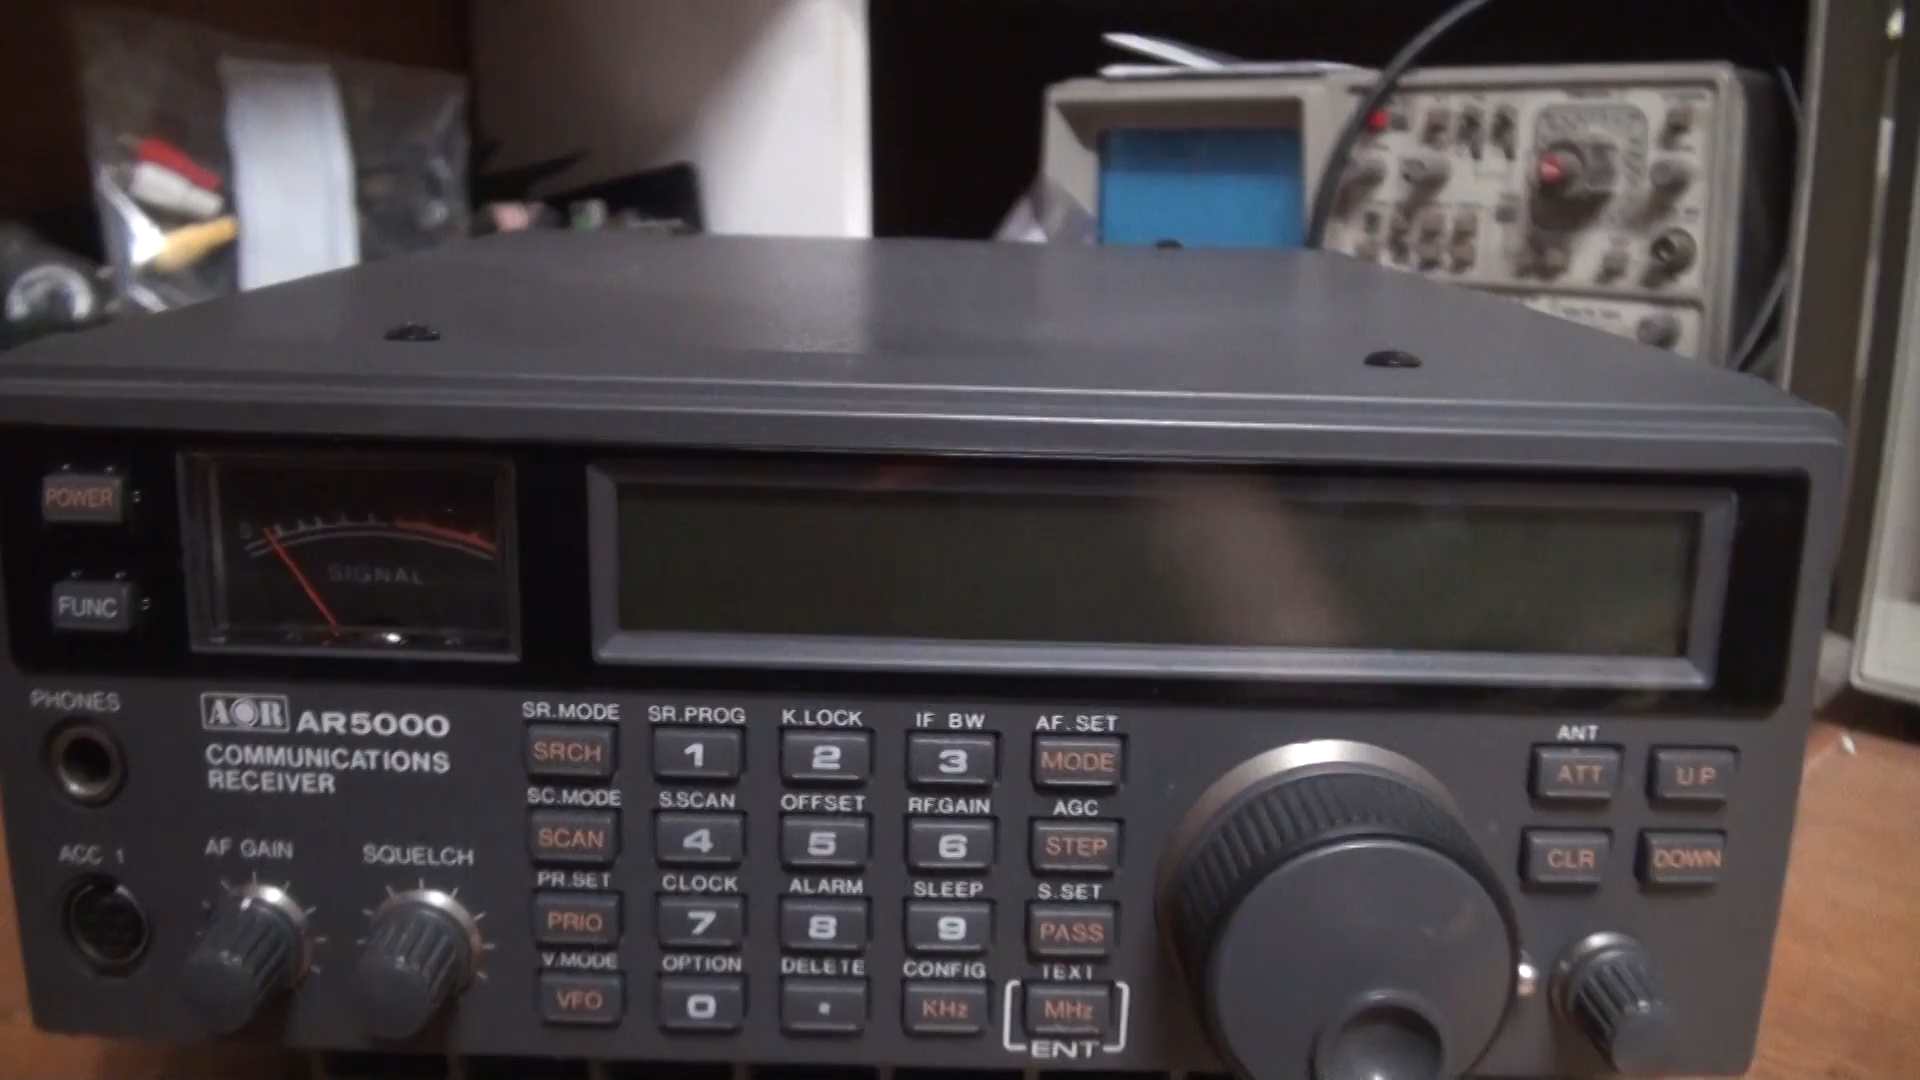 POWER
SIGNAL
FUNC
PHONES
AOR AR5000
COMMUNICATIONS
RECEIVER
ACC 1
AF GAIN
SQUELCH
SR.MODE SR.PROG K.LOCK IF BW AF.SET
SRCH 1 2 3 MODE
SC.MODE S.SCAN OFFSET RF.GAIN AGC
SCAN 4 5 6 STEP
PR.SET CLOCK ALARM SLEEP S.SET
PRIO 7 8 9 PASS
V.MODE OPTION DELETE CONFIG TEXT
VFO 0 . KHz MHz
ENT
ANT
ATT UP
CLR DOWN